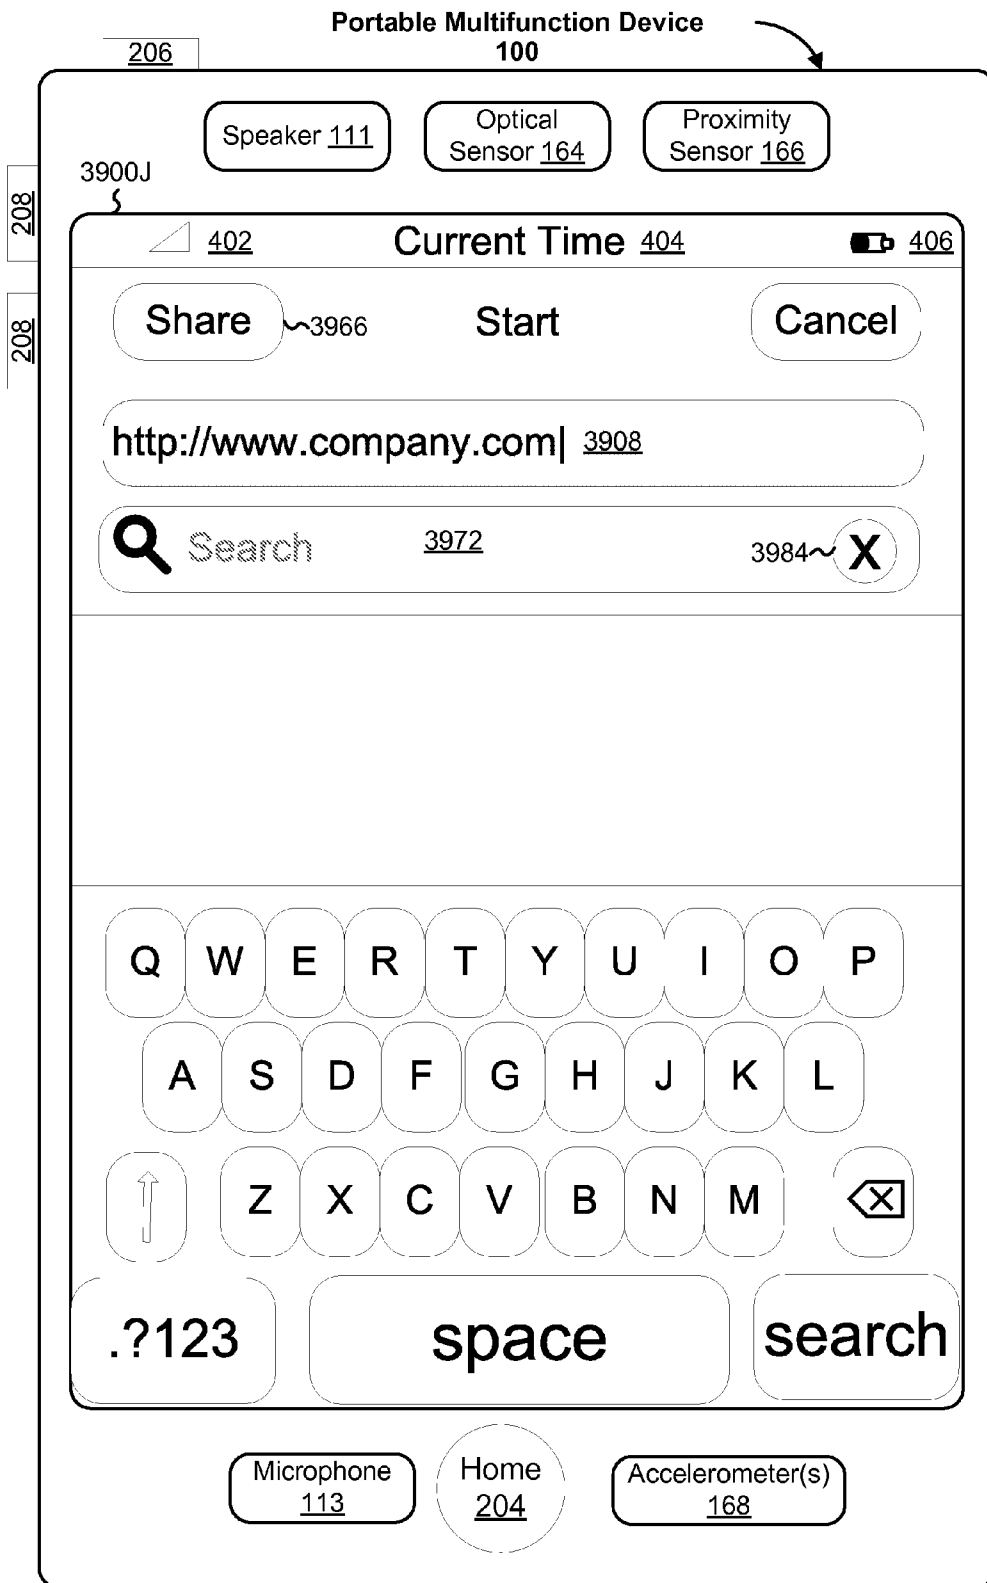 Portable Multifunction Device
100
206
Speaker 111
Optical
Sensor 164
Proximity
Sensor 166
3900J
208
208
402
Current Time 404
406
Share
3966
Start
Cancel
http://www.company.com 3908
Search
3972
3984
X
Q W E R T Y U I O P
A S D F G H J K L
Z X C V B N M
.?123
space
search
Microphone
113
Home
204
Accelerometer(s)
168